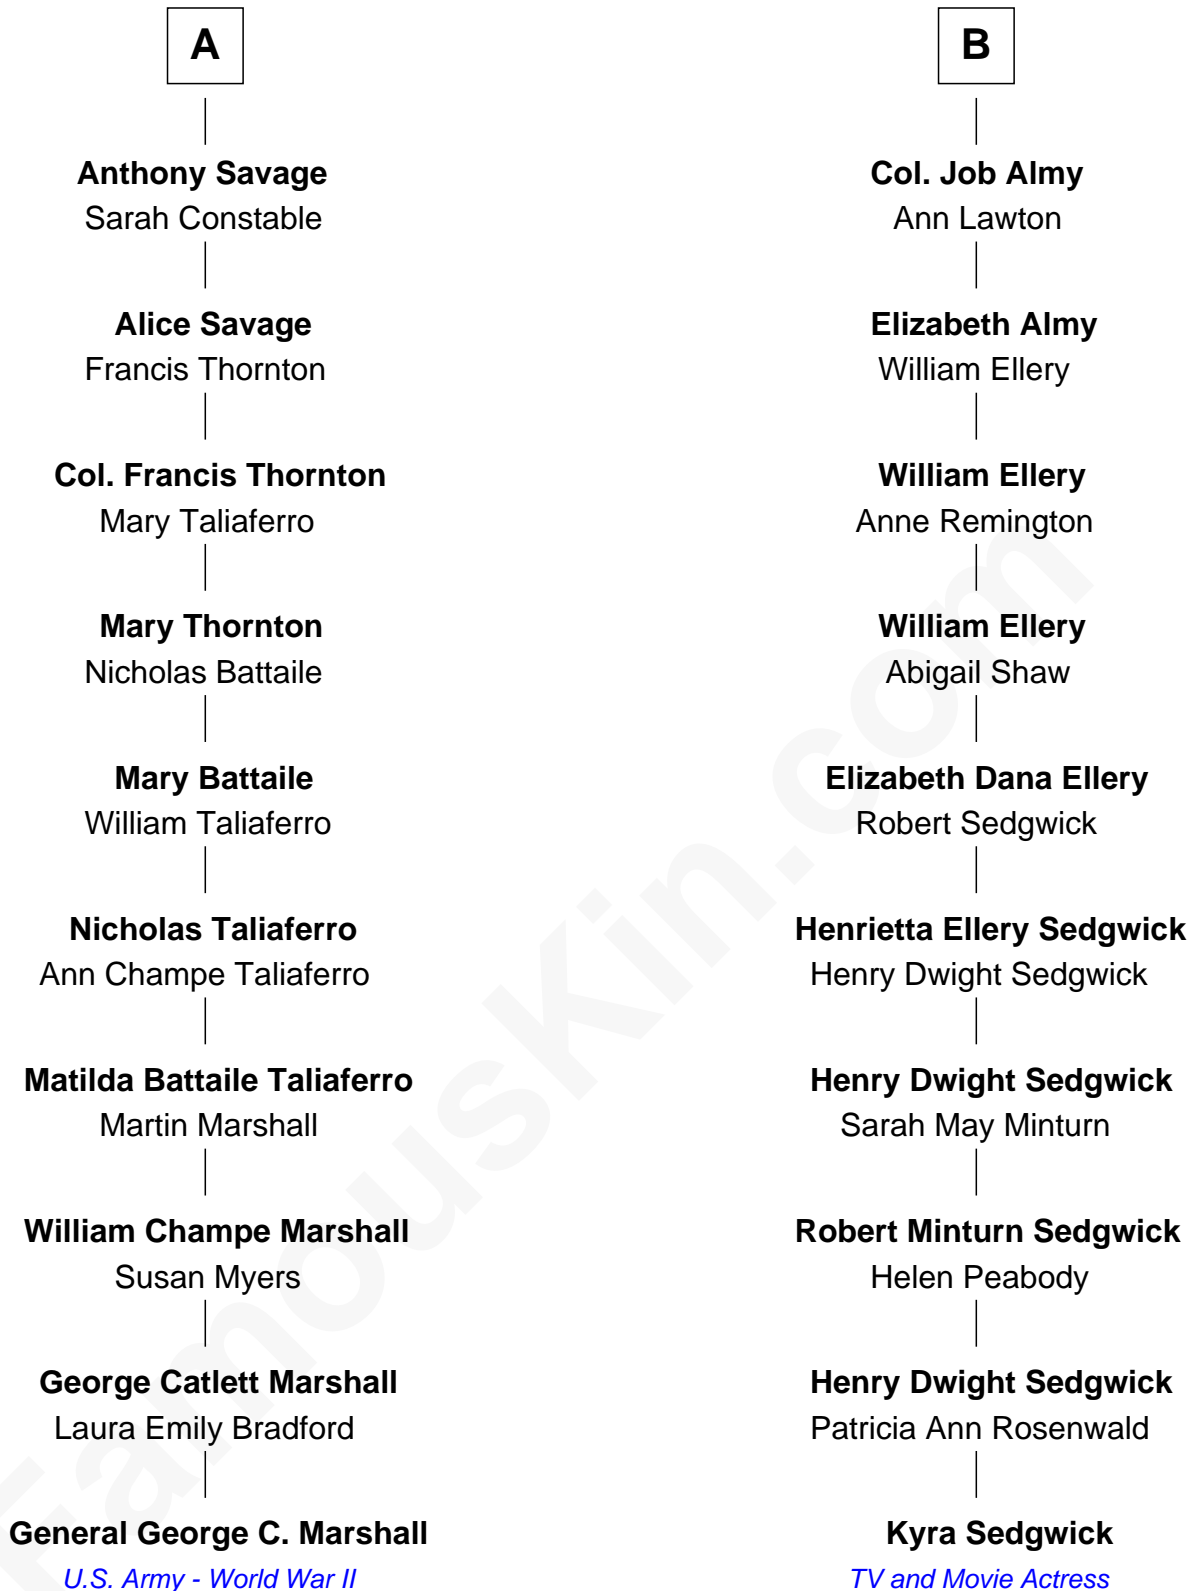 A
Anthony Savage
Sarah Constable
Alice Savage
Francis Thornton
Col. Francis Thornton
Mary Taliaferro
Mary Thornton
Nicholas Battaile
Mary Battaile
William Taliaferro
Nicholas Taliaferro
Ann Champe Taliaferro
Matilda Battaile Taliaferro
Martin Marshall
William Champe Marshall
Susan Myers
George Catlett Marshall
Laura Emily Bradford
General George C. Marshall
U.S. Army - World War II
B
Col. Job Almy
Ann Lawton
Elizabeth Almy
William Ellery
William Ellery
Anne Remington
William Ellery
Abigail Shaw
Elizabeth Dana Ellery
Robert Sedgwick
Henrietta Ellery Sedgwick
Henry Dwight Sedgwick
Henry Dwight Sedgwick
Sarah May Minturn
Robert Minturn Sedgwick
Helen Peabody
Henry Dwight Sedgwick
Patricia Ann Rosenwald
Kyra Sedgwick
TV and Movie Actress
FamousKin.com